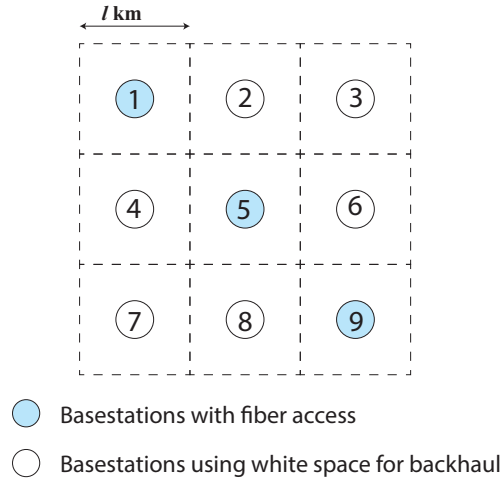 l km
1 2 3
4 5 6
7 8 9
Basestations with fiber access
Basestations using white space for backhaul